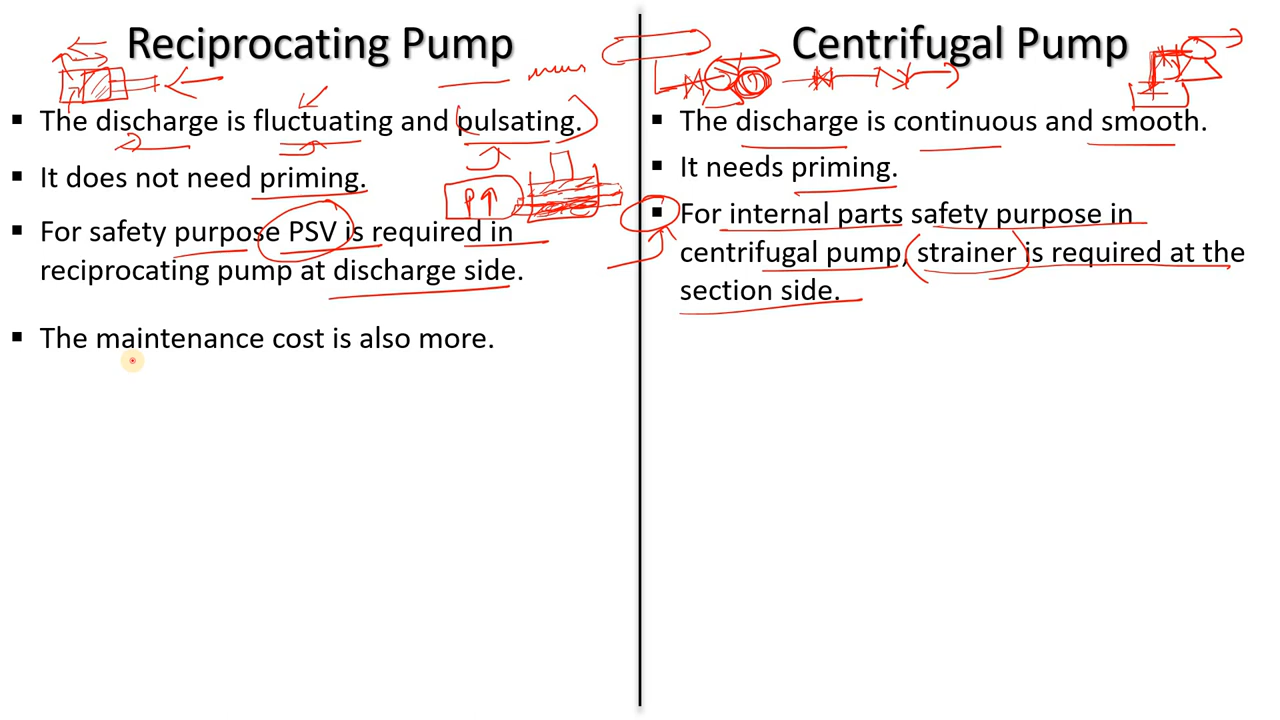 Reciprocating Pump
▪ The discharge is fluctuating and pulsating.
▪ It does not need priming.
P↑
▪ For safety purpose PSV is required in
reciprocating pump at discharge side.
▪ The maintenance cost is also more.
Centrifugal Pump
▪ The discharge is continuous and smooth.
▪ It needs priming.
▪ For internal parts safety purpose in
centrifugal pump, strainer is required at the
section side.